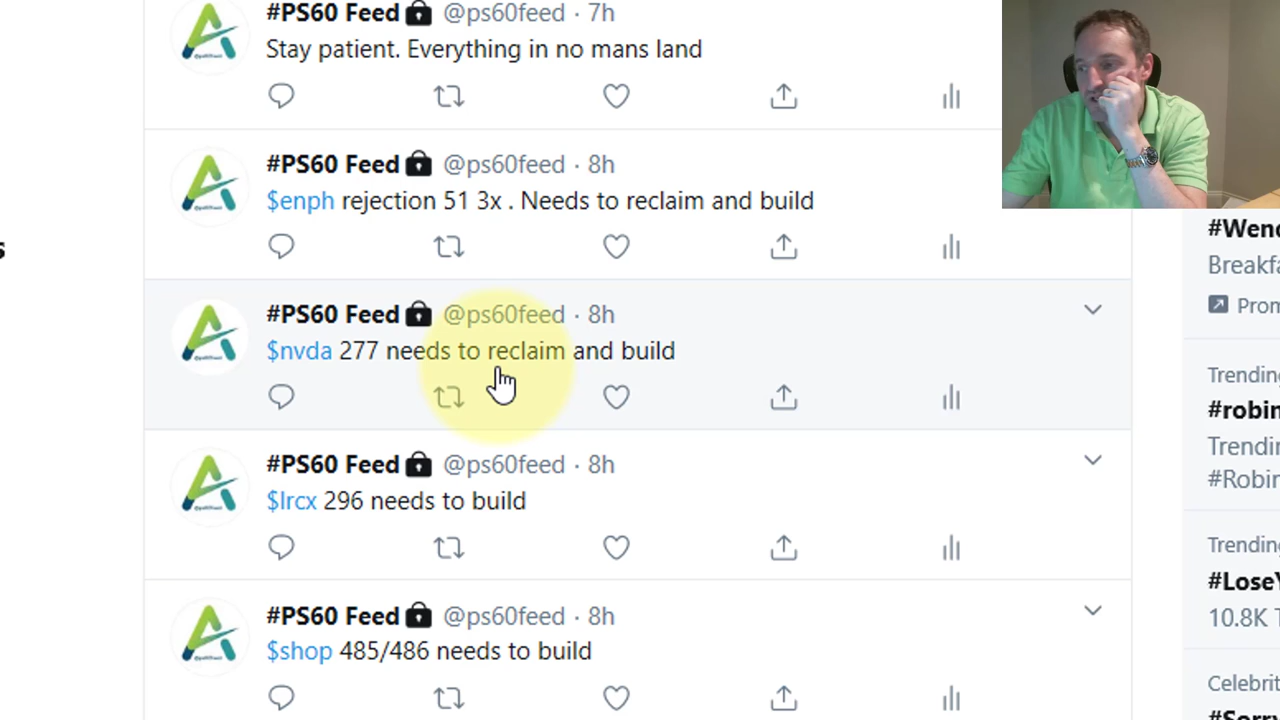 #PS60 Feed @ps60feed · 7h
Stay patient. Everything in no mans land
#PS60 Feed @ps60feed · 8h
$enph rejection 51 3x . Needs to reclaim and build
#PS60 Feed @ps60feed · 8h
$nvda 277 needs to reclaim and build
#PS60 Feed @ps60feed · 8h
$lrcx 296 needs to build
#PS60 Feed @ps60feed · 8h
$shop 485/486 needs to build
s
#Wend
Breakfa
Pron
Trending
#robin
Trending
#Robin
Trending
#LoseY
10.8K T
Celebrit